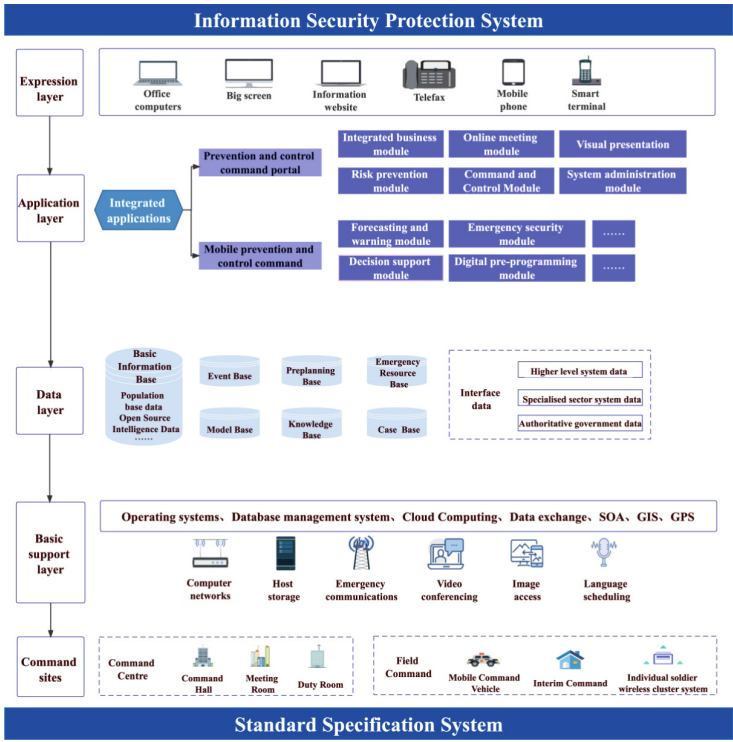 Information Security Protection System
Expression
layer
Office
computers
Big screen
Information
website
Telefax
Mobile
phone
Smart
terminal
Application
layer
Integrated
applications
Prevention and control
command portal
Integrated business
module
Online meeting
module
Visual presentation
Risk prevention
module
Command and
Control Module
System administration
module
Mobile prevention and
control command
Forecasting and
warning module
Emergency security
module
......
Decision support
module
Digital pre-programming
module
......
Data
layer
Basic
Information
Base
Population
base data
Open Source
Intelligence Data
......
Event Base
Preplanning
Base
Emergency
Resource
Base
Model Base
Knowledge
Base
Case Base
Interface
data
Higher level system data
Specialised sector system data
Authoritative government data
Basic
support
layer
Operating systems、Database management system、Cloud Computing、Data exchange、SOA、GIS、GPS
Computer
networks
Host
storage
Emergency
communications
Video
conferencing
Image
access
Language
scheduling
Command
sites
Command
Centre
Command
Hall
Meeting
Room
Duty Room
Field
Command
Mobile Command
Vehicle
Interim Command
Individual soldier
wireless cluster system
Standard Specification System